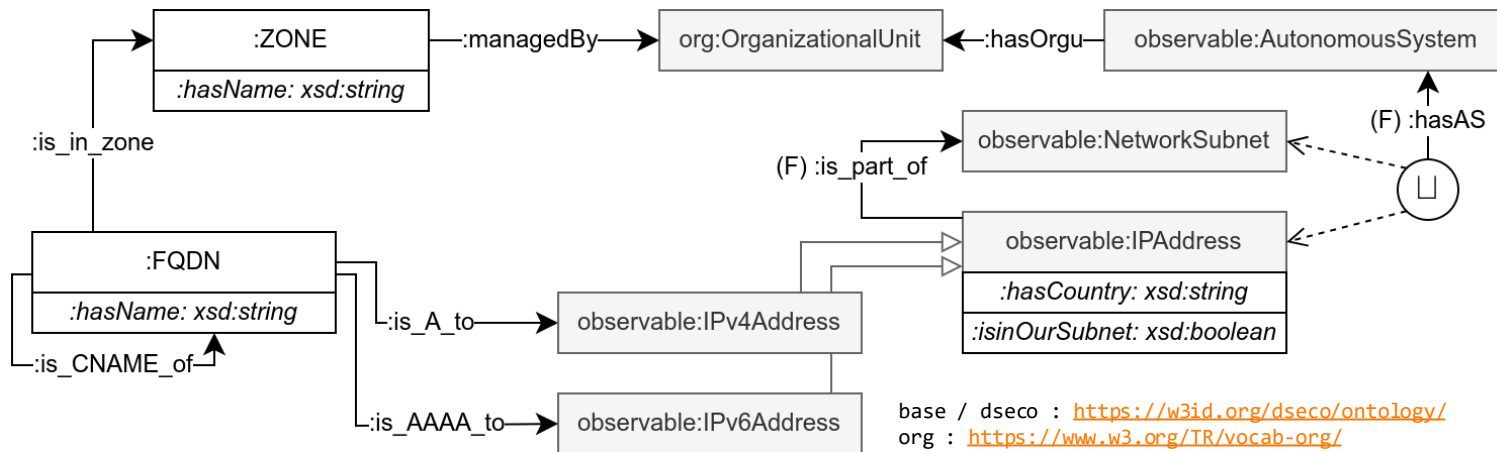 :ZONE
:managedBy
org:OrganizationalUnit
:hasOrgu
observable:AutonomousSystem
:hasName: xsd:string
(F) :hasAS
:is_in_zone
observable:NetworkSubnet
(F) :is_part_of
⊔
:FQDN
observable:IPAddress
:hasName: xsd:string
:hasCountry: xsd:string
:is_A_to
observable:IPv4Address
:isinOurSubnet: xsd:boolean
:is_CNAME_of
:is_AAAA_to
observable:IPv6Address
base / dseco : https://w3id.org/dseco/ontology/
org : https://www.w3.org/TR/vocab-org/